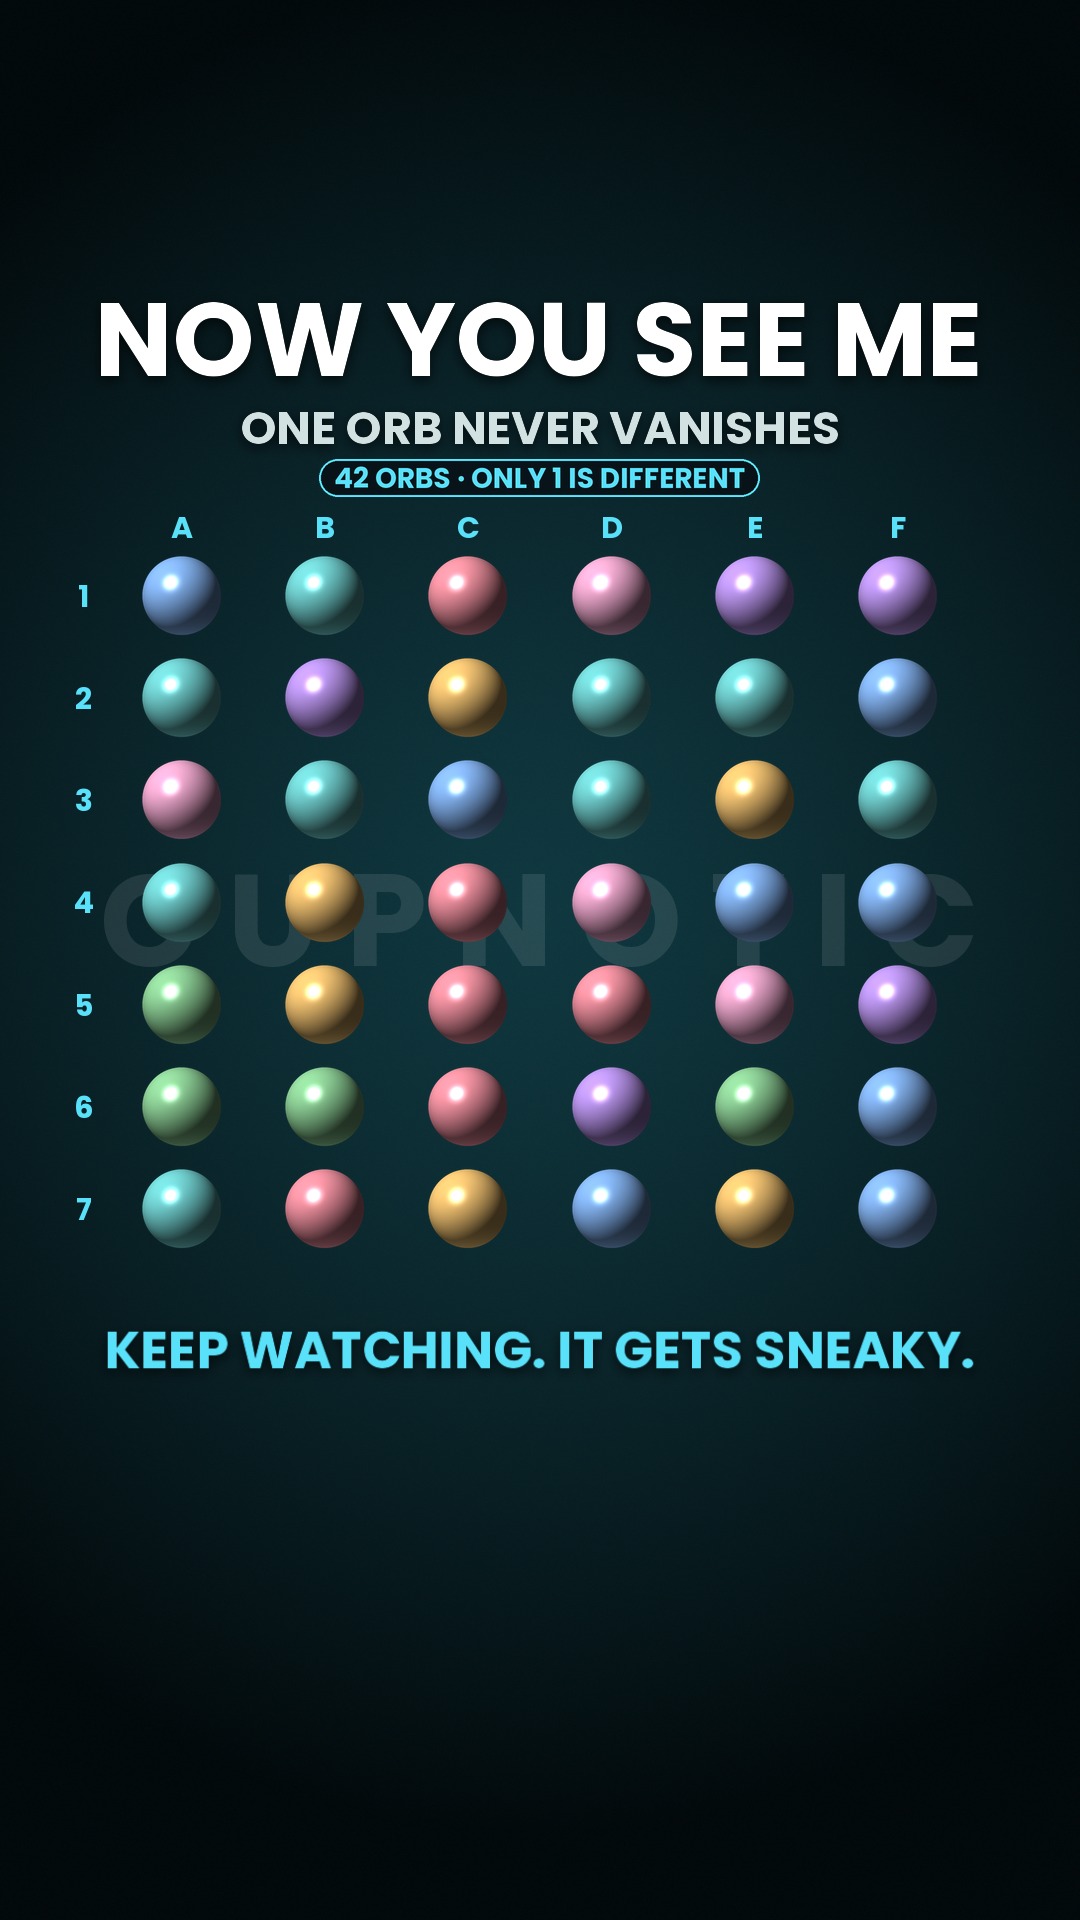 NOW YOU SEE ME
ONE ORB NEVER VANISHES
42 ORBS · ONLY 1 IS DIFFERENT
A B C D E F
1
2
3
4
OUPNOTIC
5
6
7
KEEP WATCHING. IT GETS SNEAKY.